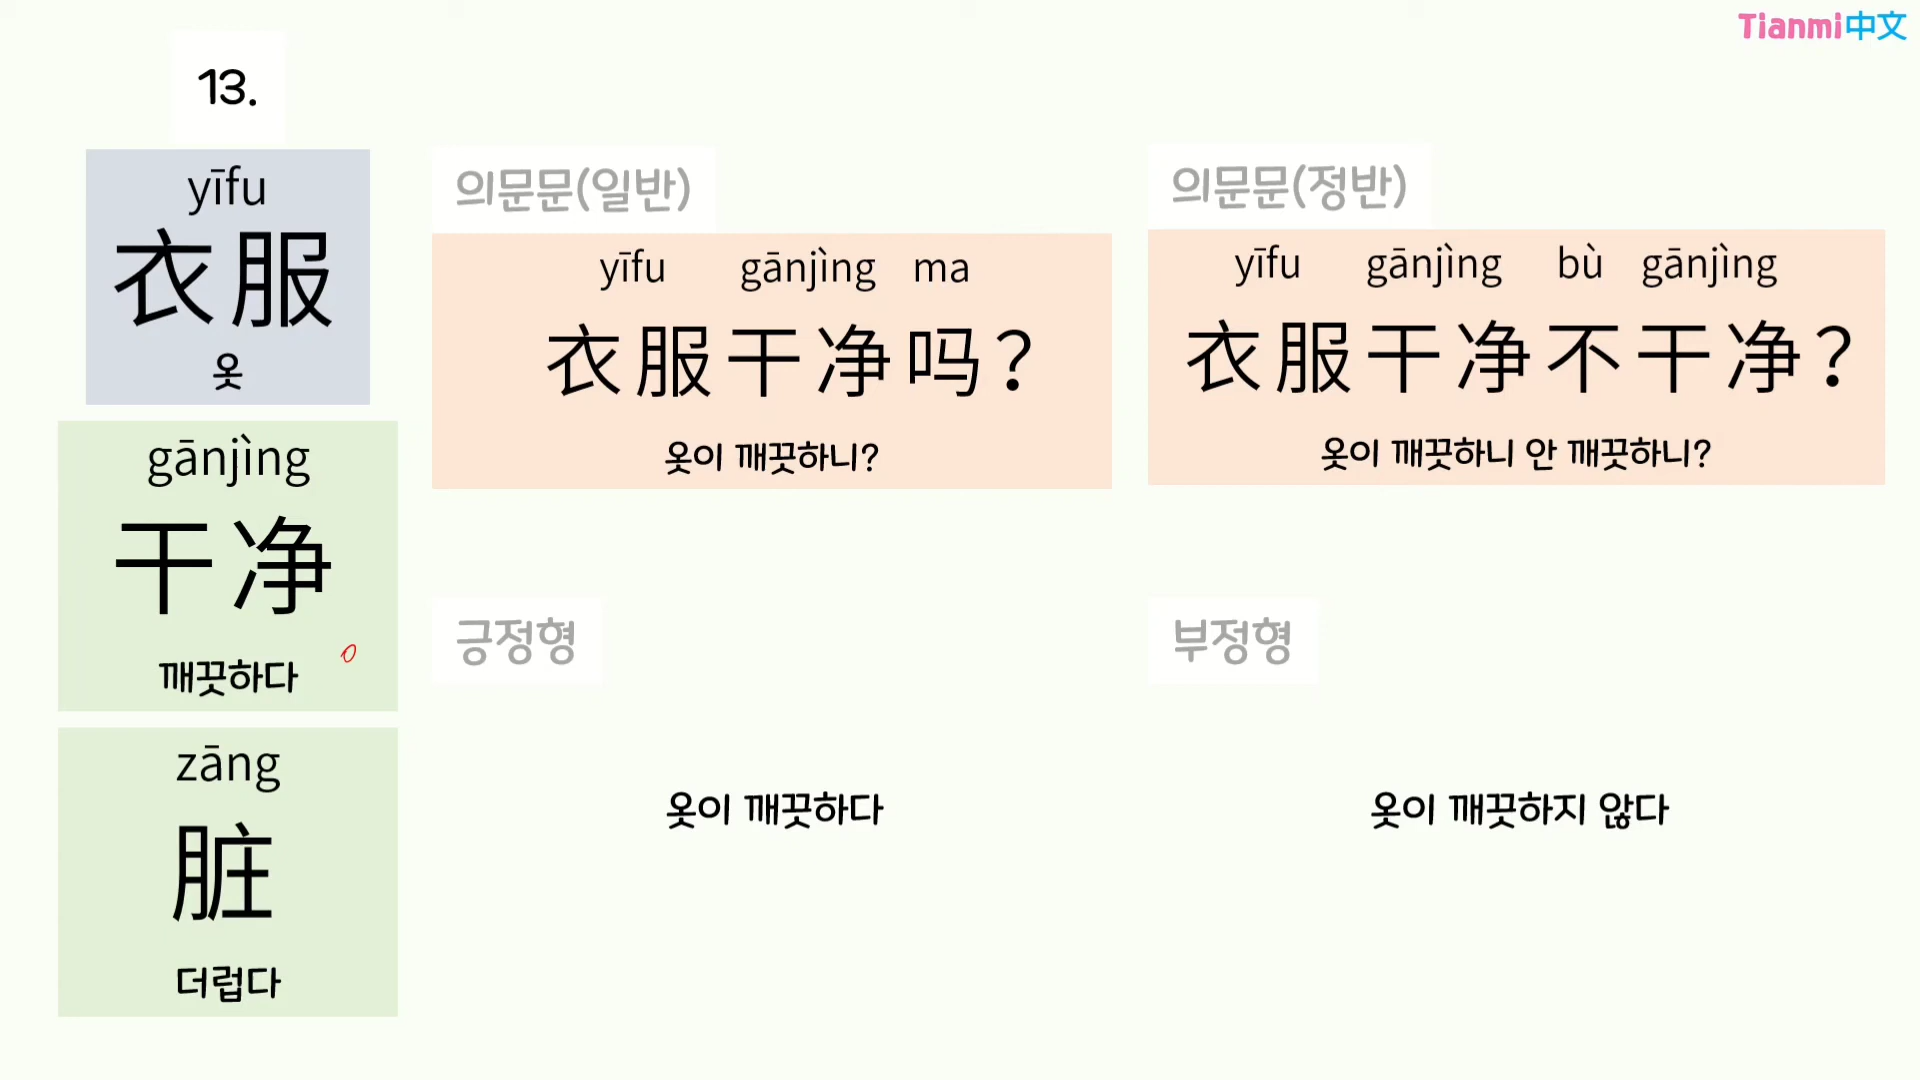 Tianmi中文
13.
yīfu
衣服
옷
gānjìng
干净
깨끗하다
zāng
脏
더럽다
의문문(일반)
yīfu gānjìng ma
衣服干净吗?
옷이 깨끗하니?
의문문(정반)
yīfu gānjìng bù gānjìng
衣服干净不干净?
옷이 깨끗하니 안 깨끗하니?
긍정형
옷이 깨끗하다
부정형
옷이 깨끗하지 않다